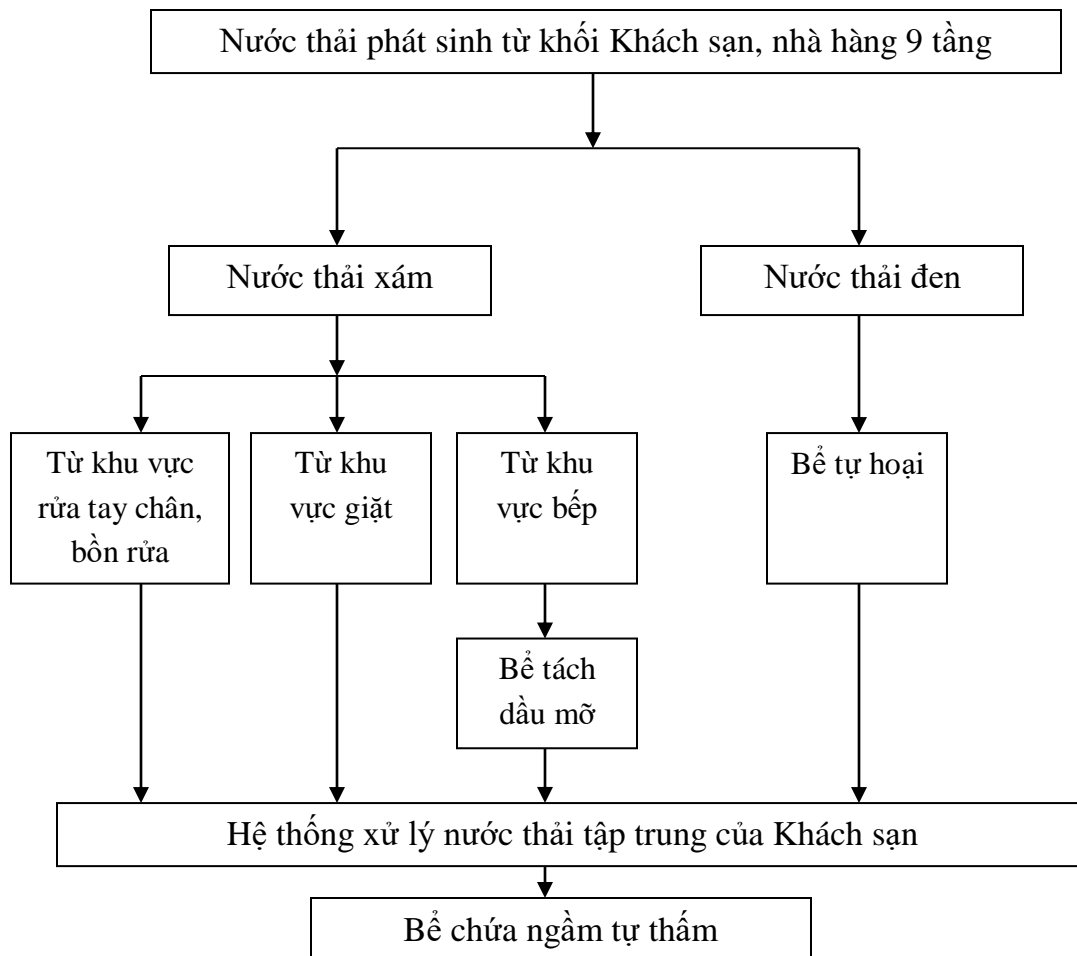 Nước thải phát sinh từ khối Khách sạn, nhà hàng 9 tầng
Nước thải xám
Nước thải đen
Từ khu vực
rửa tay chân,
bồn rửa
Từ khu
vực giặt
Từ khu
vực bếp
Bể tự hoại
Bể tách
dầu mỡ
Hệ thống xử lý nước thải tập trung của Khách sạn
Bể chứa ngầm tự thấm